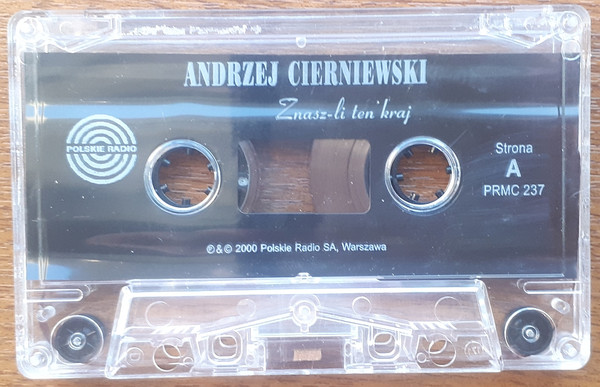 ANDRZEJ CIERNIEWSKI
Znasz-li ten kraj
POLSKIE RADIO
Strona
A
PRMC 237
℗&© 2000 Polskie Radio SA, Warszawa